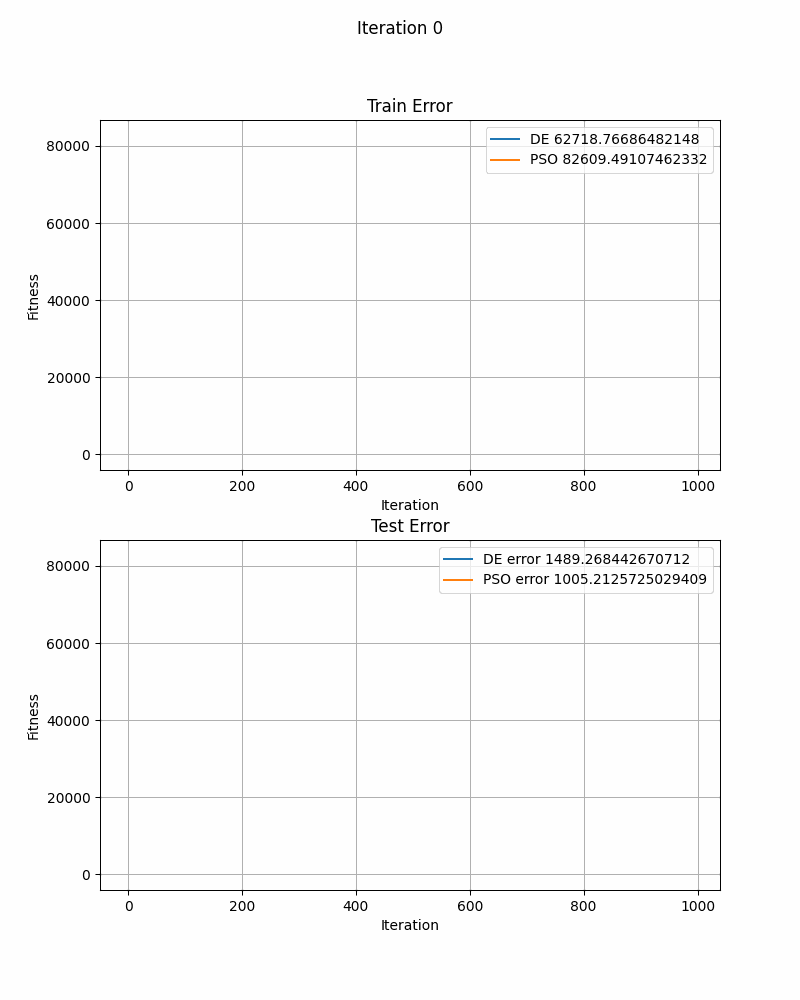 Iteration 0
Train Error
DE 62718.76686482148
PSO 82609.49107462332
80000
60000
40000
20000
0
Fitness
0 200 400 600 800 1000
Iteration
Test Error
DE error 1489.268442670712
PSO error 1005.2125725029409
80000
60000
40000
20000
0
Fitness
0 200 400 600 800 1000
Iteration